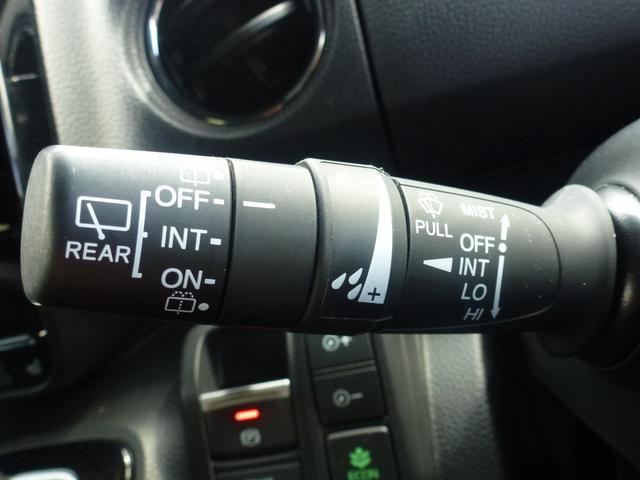 OFF
INT
REAR
ON
PULL
MIST
OFF
INT
LO
HI
ECON